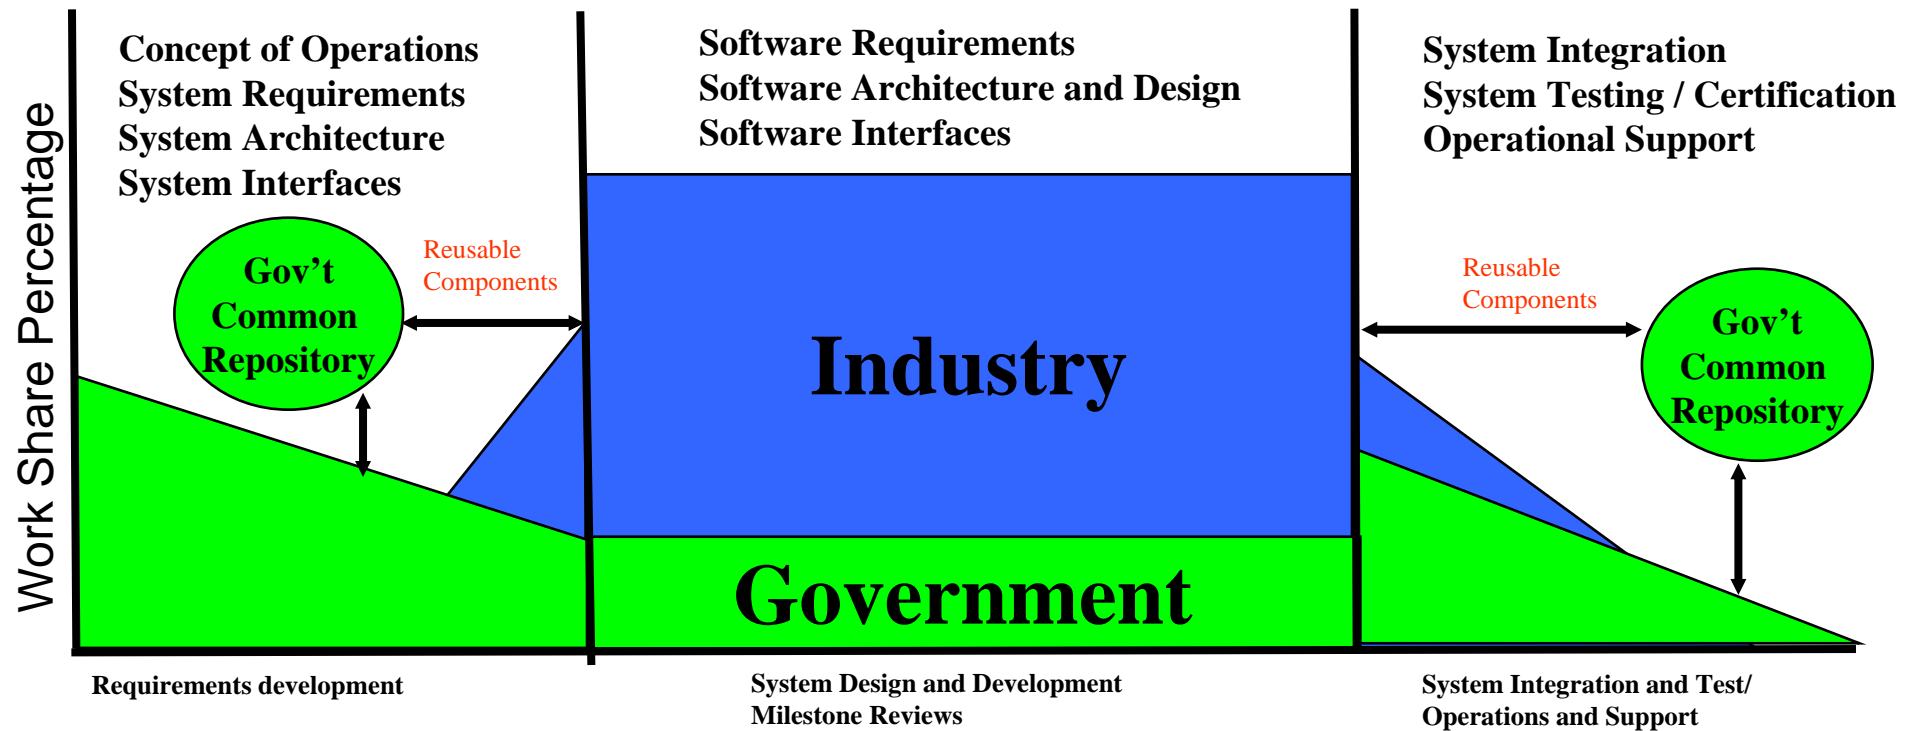 Work Share Percentage
Concept of Operations
System Requirements
System Architecture
System Interfaces
Gov't
Common
Repository
Reusable
Components
Software Requirements
Software Architecture and Design
Software Interfaces
Industry
Government
System Integration
System Testing / Certification
Operational Support
Reusable
Components
Gov't
Common
Repository
Requirements development
System Design and Development
Milestone Reviews
System Integration and Test/
Operations and Support